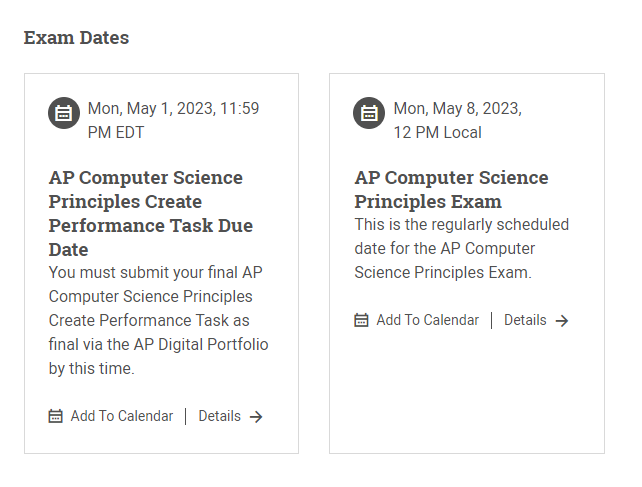 Exam Dates
Mon, May 1, 2023, 11:59
PM EDT
AP Computer Science
Principles Create
Performance Task Due
Date
You must submit your final AP
Computer Science Principles
Create Performance Task as
final via the AP Digital Portfolio
by this time.
Add To Calendar | Details →
Mon, May 8, 2023,
12 PM Local
AP Computer Science
Principles Exam
This is the regularly scheduled
date for the AP Computer
Science Principles Exam.
Add To Calendar | Details →